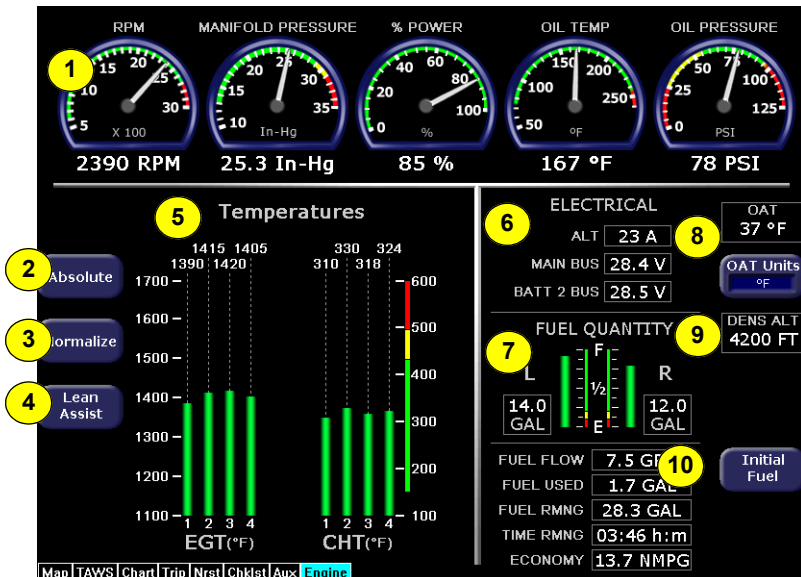 RPM MANIFOLD PRESSURE % POWER OIL TEMP OIL PRESSURE
1
5 10 15 20 25 30
X 100
2390 RPM
10 15 20 25 30 35
In-Hg
25.3 In-Hg
0 20 40 60 80 100
%
85 %
50 100 150 200 250
°F
167 °F
0 25 50 75 100 125
PSI
78 PSI
2
Absolute
3
4
Lean
Assist
5
Temperatures
1390 1415 1420 1405
310 330 318 324
1700
1600
1500
1400
1300
1200
1100
600
500
400
300
200
100
1 2 3 4
EGT(°F)
1 2 3 4
CHT(°F)
6
ELECTRICAL
ALT 23 A
MAIN BUS 28.4 V
BATT 2 BUS 28.5 V
8
OAT
37 °F
OAT Units
°F
7
FUEL QUANTITY
L F R
1/2
E
14.0
GAL
12.0
GAL
9
DENS ALT
4200 FT
10
FUEL FLOW 7.5
FUEL USED 1.7 GAL
FUEL RMNG 28.3 GAL
TIME RMNG 03:46 h:m
ECONOMY 13.7 NMPG
Initial
Fuel
Map TAWS Chart Trip Nrst Chklst Aux Engine